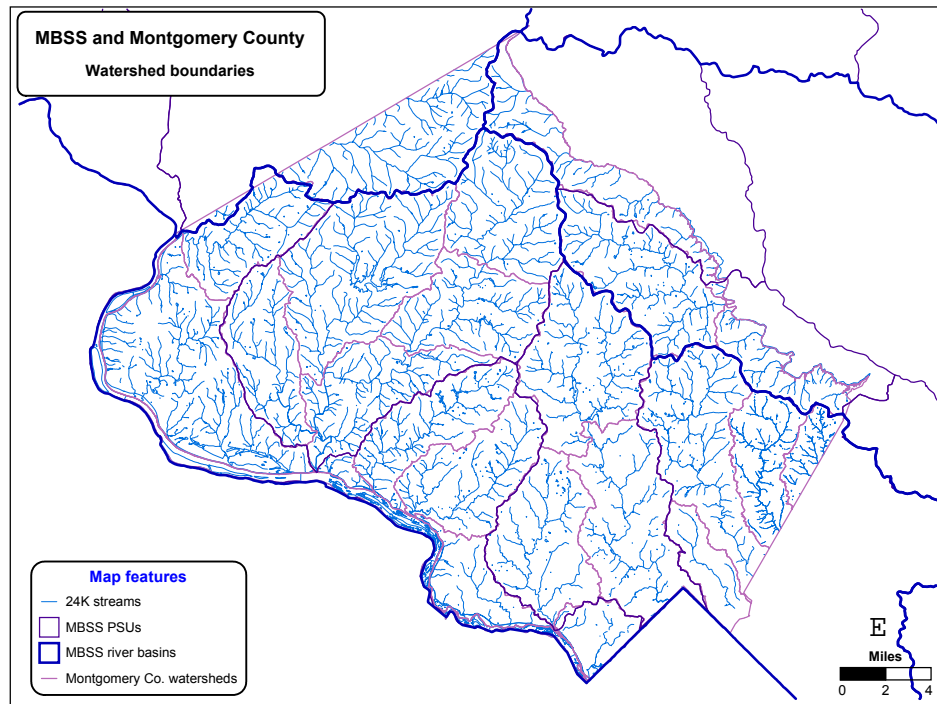 MBSS and Montgomery County
Watershed boundaries
Map features
24K streams
MBSS PSUs
MBSS river basins
Montgomery Co. watersheds
E
Miles
0 2 4